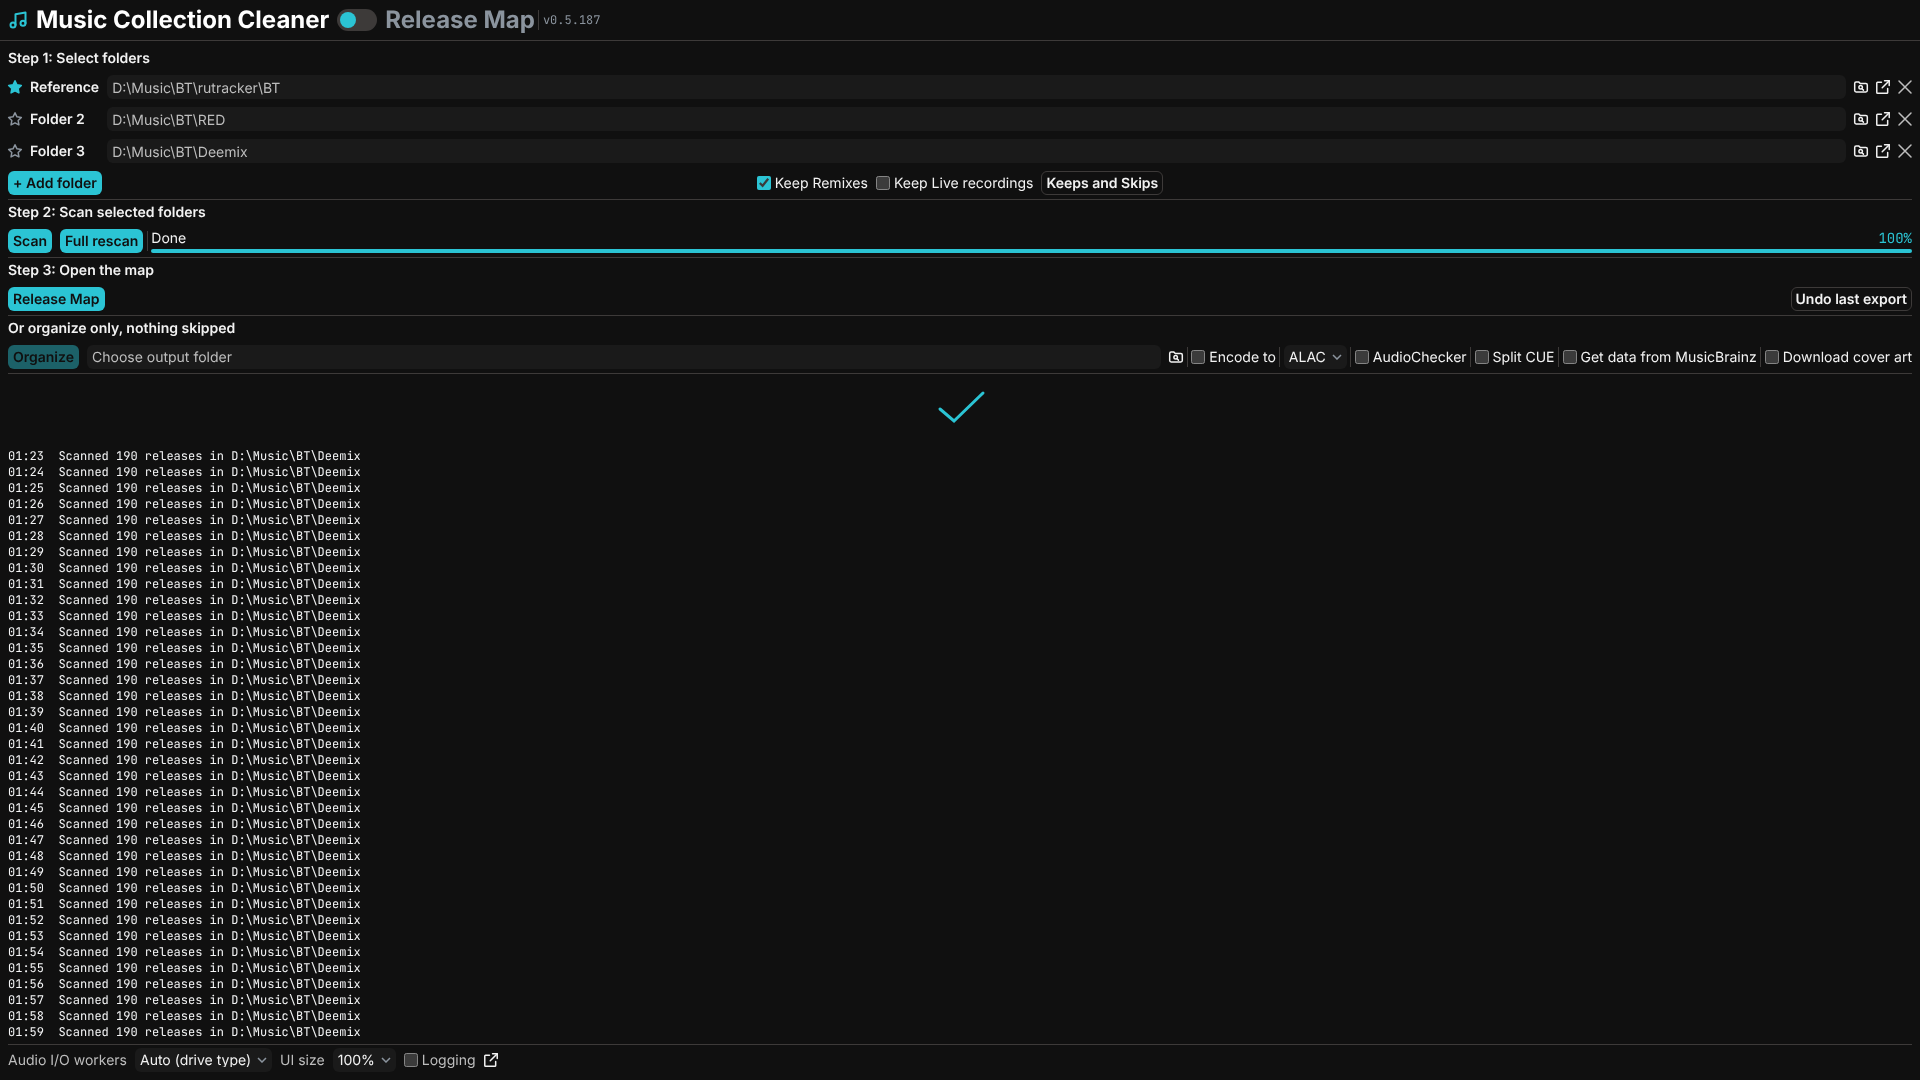 Music Collection Cleaner Release Map v0.5.187
Step 1: Select folders
Reference D:\Music\BT\rutracker\BT
Folder 2 D:\Music\BT\RED
Folder 3 D:\Music\BT\Deemix
+ Add folder Keep Remixes Keep Live recordings Keeps and Skips
Step 2: Scan selected folders
Scan Full rescan Done 100%
Step 3: Open the map
Release Map Undo last export
Or organize only, nothing skipped
Organize Choose output folder Encode to ALAC AudioChecker Split CUE Get data from MusicBrainz Download cover art
01:23 Scanned 190 releases in D:\Music\BT\Deemix
01:24 Scanned 190 releases in D:\Music\BT\Deemix
01:25 Scanned 190 releases in D:\Music\BT\Deemix
01:26 Scanned 190 releases in D:\Music\BT\Deemix
01:27 Scanned 190 releases in D:\Music\BT\Deemix
01:28 Scanned 190 releases in D:\Music\BT\Deemix
01:29 Scanned 190 releases in D:\Music\BT\Deemix
01:30 Scanned 190 releases in D:\Music\BT\Deemix
01:31 Scanned 190 releases in D:\Music\BT\Deemix
01:32 Scanned 190 releases in D:\Music\BT\Deemix
01:33 Scanned 190 releases in D:\Music\BT\Deemix
01:34 Scanned 190 releases in D:\Music\BT\Deemix
01:35 Scanned 190 releases in D:\Music\BT\Deemix
01:36 Scanned 190 releases in D:\Music\BT\Deemix
01:37 Scanned 190 releases in D:\Music\BT\Deemix
01:38 Scanned 190 releases in D:\Music\BT\Deemix
01:39 Scanned 190 releases in D:\Music\BT\Deemix
01:40 Scanned 190 releases in D:\Music\BT\Deemix
01:41 Scanned 190 releases in D:\Music\BT\Deemix
01:42 Scanned 190 releases in D:\Music\BT\Deemix
01:43 Scanned 190 releases in D:\Music\BT\Deemix
01:44 Scanned 190 releases in D:\Music\BT\Deemix
01:45 Scanned 190 releases in D:\Music\BT\Deemix
01:46 Scanned 190 releases in D:\Music\BT\Deemix
01:47 Scanned 190 releases in D:\Music\BT\Deemix
01:48 Scanned 190 releases in D:\Music\BT\Deemix
01:49 Scanned 190 releases in D:\Music\BT\Deemix
01:50 Scanned 190 releases in D:\Music\BT\Deemix
01:51 Scanned 190 releases in D:\Music\BT\Deemix
01:52 Scanned 190 releases in D:\Music\BT\Deemix
01:53 Scanned 190 releases in D:\Music\BT\Deemix
01:54 Scanned 190 releases in D:\Music\BT\Deemix
01:55 Scanned 190 releases in D:\Music\BT\Deemix
01:56 Scanned 190 releases in D:\Music\BT\Deemix
01:57 Scanned 190 releases in D:\Music\BT\Deemix
01:58 Scanned 190 releases in D:\Music\BT\Deemix
01:59 Scanned 190 releases in D:\Music\BT\Deemix
Audio I/O workers Auto (drive type) UI size 100% Logging